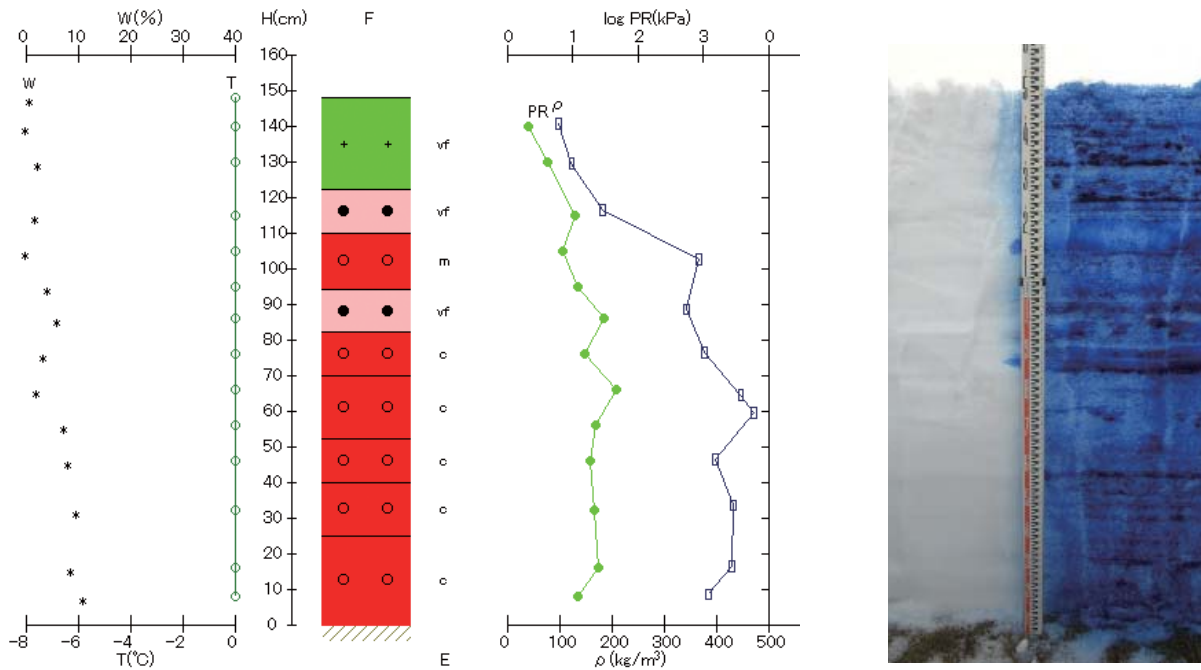 W(%) H(cm) F log PR(kPa)
0 10 20 30 40 0 1 2 3 0
160
W T
150
PR ρ
140
vf
130
120
vf
110
m
100
90
vf
80
c
70
60
c
50
c
40
c
30
20
c
10
0
-8 -6 -4 -2 0 0 100 200 300 400 500
T(℃) E ρ (kg/m³)